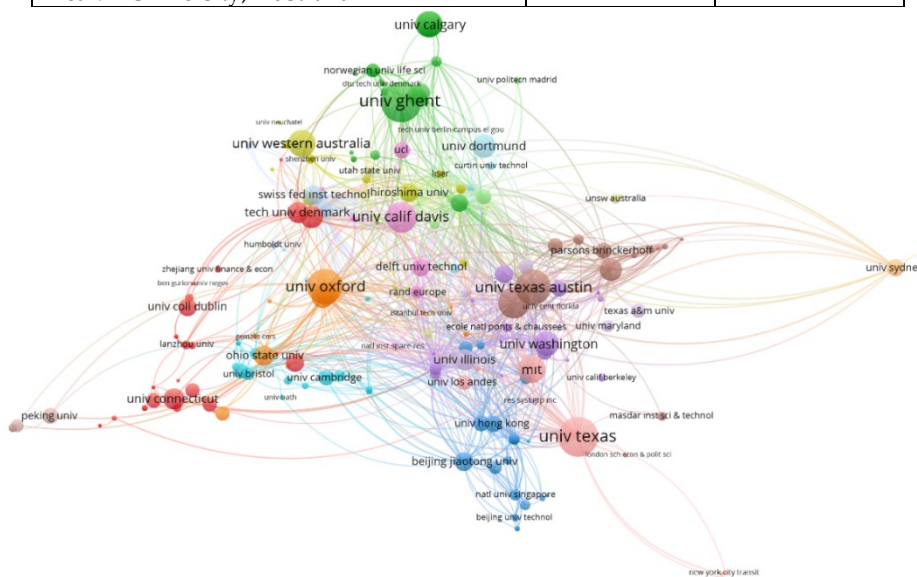 univ calgary
norwegian univ life sci
univ politecn madrid
dtu tech univ denmark
univ ghent
univ neuchatel
tech univ berlin-campus el gou
univ western australia
ucl
univ dortmund
shenzhen univ
utah state univ
liser
curtin univ technol
swiss fed inst technol
hiroshima univ
unsw australia
tech univ denmark
univ calif davis
humboldt univ
parsons brinckerhoff
zhejiang univ finance & econ
delft univ technol
univ sydne
ben gurion univ negev
univ oxford
rand europe
univ texas austin
univ coll dublin
istanbul tech univ
univ cent florida
texas a&m univ
ecole natl ponts & chaussees
univ maryland
lanzhou univ
natl inst spare res
univ washington
ohio state univ
univ illinois
univ bristol
univ cambridge
mit
univ los andes
univ calif berkeley
univ bath
univ connecticut
res syst grp inc
peking univ
masdar inst sci & technol
univ hong kong
univ texas
london sch econ & polit sci
beijing jiaotong univ
natl univ singapore
beijing univ technol
new york city transit